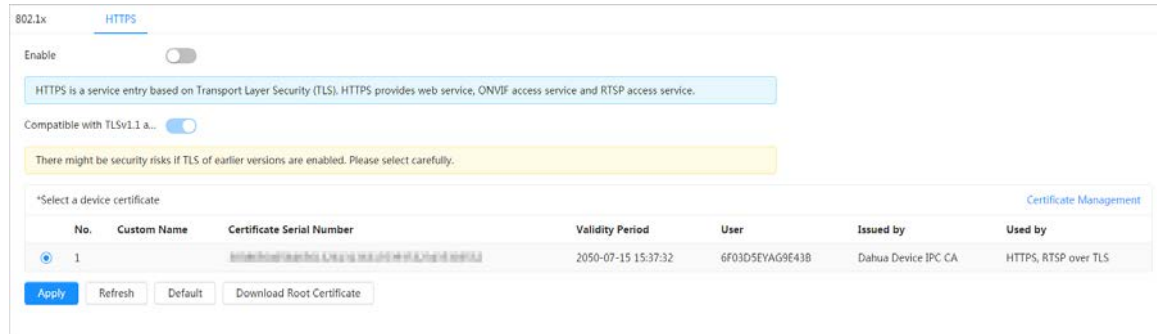 802.1x HTTPS
Enable
HTTPS is a service entry based on Transport Layer Security (TLS). HTTPS provides web service, ONVIF access service and RTSP access service.
Compatible with TLSv1.1 a...
There might be security risks if TLS of earlier versions are enabled. Please select carefully.
*Select a device certificate Certificate Management
No. Custom Name Certificate Serial Number Validity Period User Issued by Used by
1 2050-07-15 15:37:32 6F03D5EYAG9E43B Dahua Device IPC CA HTTPS, RTSP over TLS
Apply Refresh Default Download Root Certificate